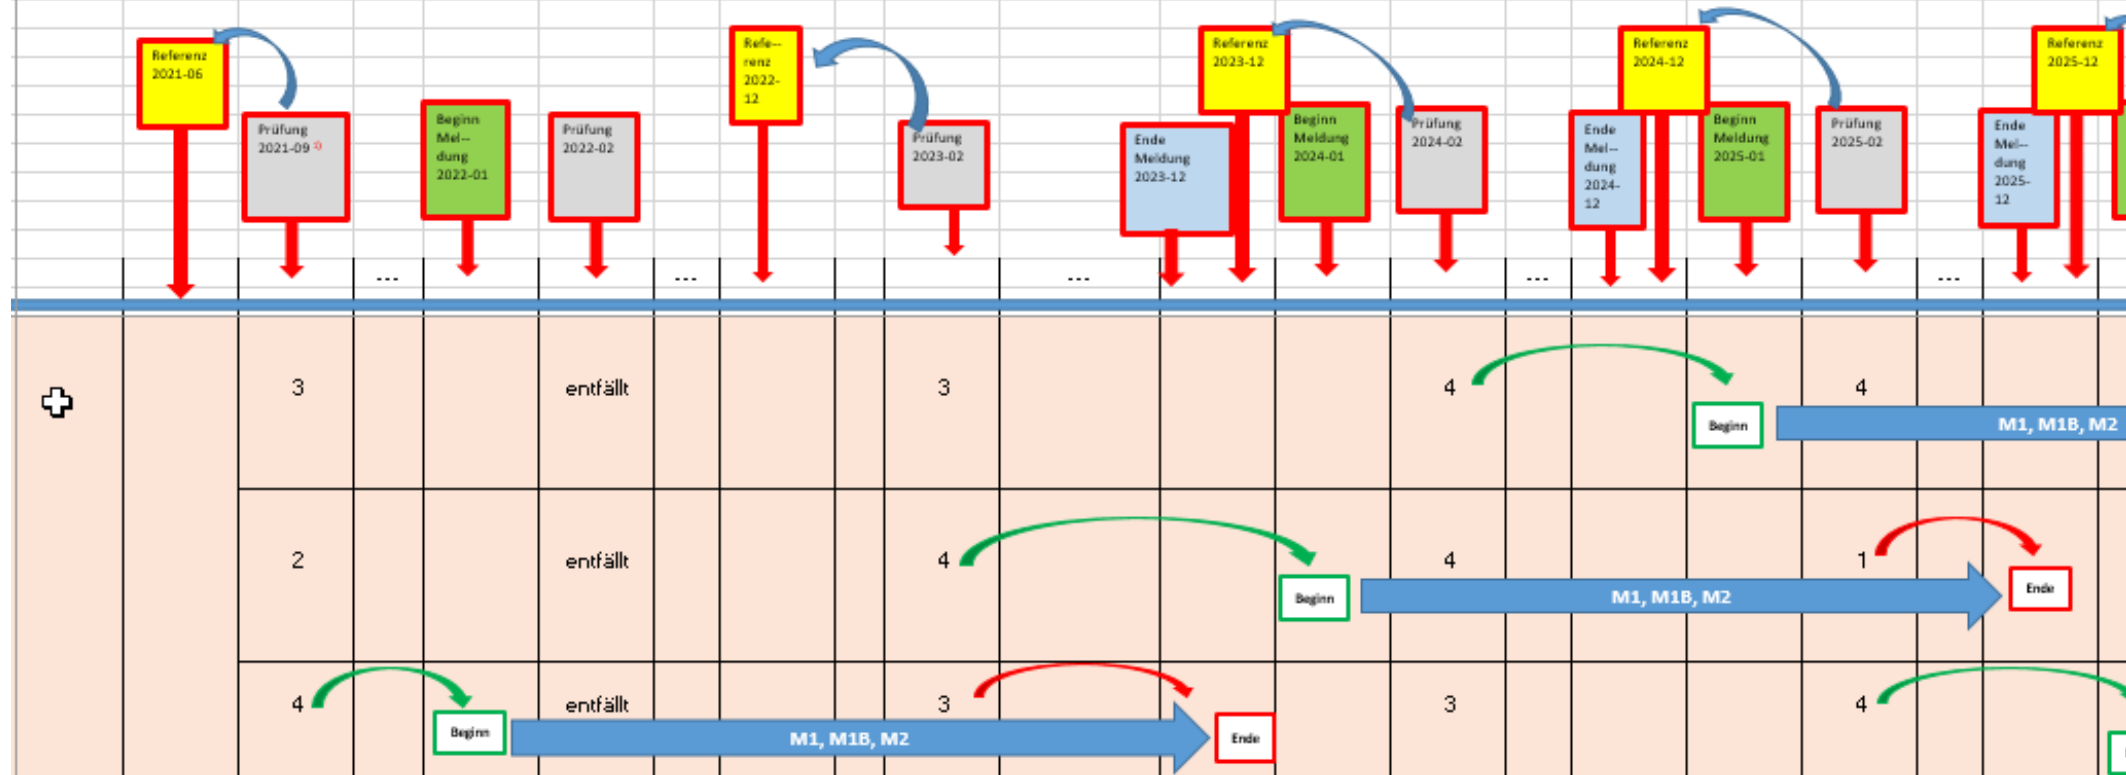 Referenz
2021-06
Prüfung
2021-09 ¹⁾
Beginn
Mel--
dung
2022-01
Prüfung
2022-02
Refe--
renz
2022-
12
Prüfung
2023-02
Ende
Meldung
2023-12
Referenz
2023-12
Beginn
Meldung
2024-01
Prüfung
2024-02
Ende
Mel--
dung
2024-
12
Referenz
2024-12
Beginn
Meldung
2025-01
Prüfung
2025-02
Ende
Mel--
dung
2025-
12
Referenz
2025-12
... ... ... ... ...
3 entfällt 3 4 4
Beginn M1, M1B, M2
2 entfällt 4 4 1
Beginn M1, M1B, M2 Ende
4 entfällt 3 3 4
Beginn M1, M1B, M2 Ende